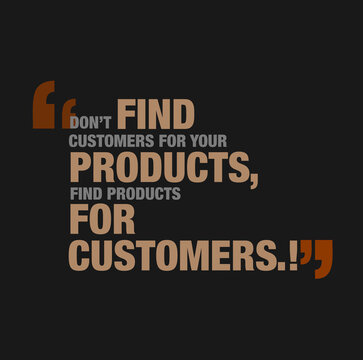 “DON'T FIND
CUSTOMERS FOR YOUR
PRODUCTS,
FIND PRODUCTS
FOR
CUSTOMERS.!”